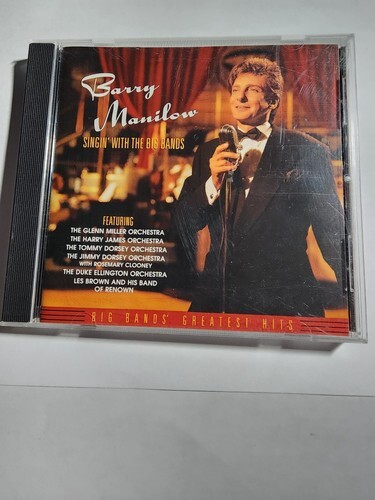 Barry
Manilow
SINGIN' WITH THE BIG BANDS
FEATURING
THE GLENN MILLER ORCHESTRA
THE HARRY JAMES ORCHESTRA
THE TOMMY DORSEY ORCHESTRA
THE JIMMY DORSEY ORCHESTRA
WITH ROSEMARY CLOONEY
THE DUKE ELLINGTON ORCHESTRA
LES BROWN AND HIS BAND
OF RENOWN
BIG BANDS' GREATEST HITS